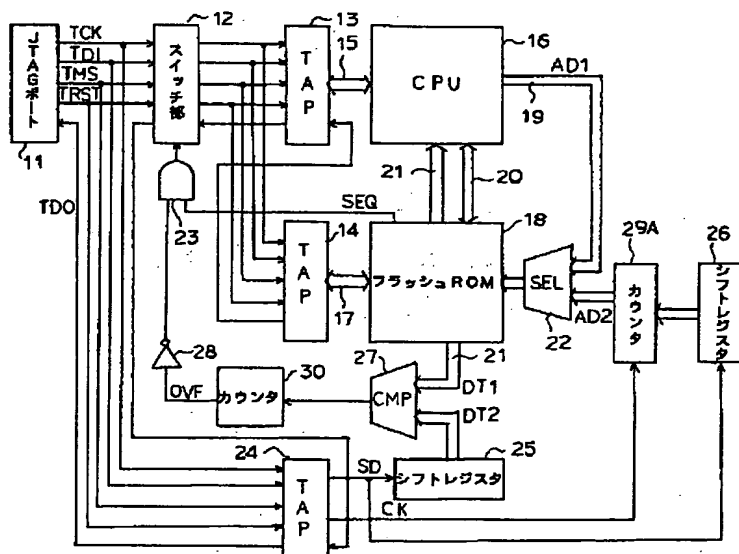 12
13
16
JTAGポート
TCK
TDI
TMS
TRST
スイッチ部
TAP
15
CPU
AD1
19
11
TDO
23
SEQ
21
20
14
18
29A
26
TAP
17
フラッシュROM
SEL
AD2
22
カウンタ
シフトレジスタ
28
30
27
21
DT1
OVF
カウンタ
CMP
DT2
24
25
TAP
SD
シフトレジスタ
CK